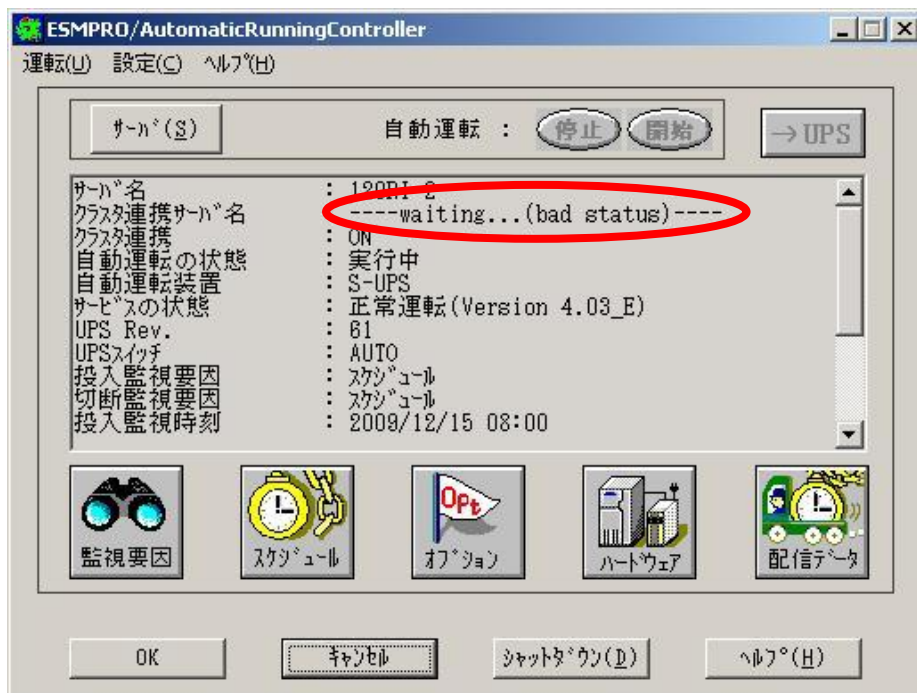 ESMPRO/AutomaticRunningController
運転(U) 設定(C) ﾍﾙﾌﾟ(H)
ｻｰﾊﾞ(S) 自動運転 : 停止 開始 →UPS
ｻｰﾊﾞ名 : 120RI-2
ｸﾗｽﾀ連携ｻｰﾊﾞ名 ----waiting...(bad status)----
ｸﾗｽﾀ連携 : ON
自動運転の状態 : 実行中
自動運転装置 : S-UPS
ｻｰﾋﾞｽの状態 : 正常運転(Version 4.03_E)
UPS Rev. : 61
UPSｽｲｯﾁ : AUTO
投入監視要因 : ｽｹｼﾞｭｰﾙ
切断監視要因 : ｽｹｼﾞｭｰﾙ
投入監視時刻 : 2009/12/15 08:00
Opt
監視要因 ｽｹｼﾞｭｰﾙ ｵﾌﾟｼｮﾝ ﾊｰﾄﾞｳｪｱ 配信ﾃﾞｰﾀ
OK ｷｬﾝｾﾙ ｼｬｯﾄﾀﾞｳﾝ(D) ﾍﾙﾌﾟ(H)